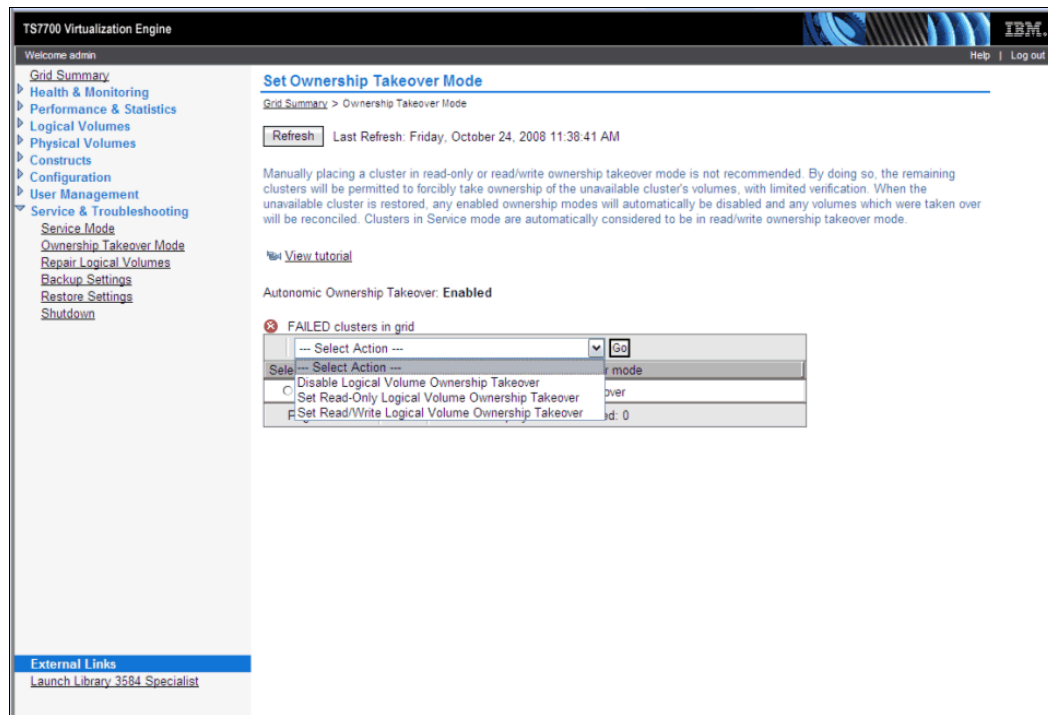 TS7700 Virtualization Engine
IBM.
Welcome admin
Help | Log out
Grid Summary
Health & Monitoring
Performance & Statistics
Logical Volumes
Physical Volumes
Constructs
Configuration
User Management
Service & Troubleshooting
Service Mode
Ownership Takeover Mode
Repair Logical Volumes
Backup Settings
Restore Settings
Shutdown
External Links
Launch Library 3584 Specialist
Set Ownership Takeover Mode
Grid Summary > Ownership Takeover Mode
Refresh Last Refresh: Friday, October 24, 2008 11:38:41 AM
Manually placing a cluster in read-only or read/write ownership takeover mode is not recommended. By doing so, the remaining
clusters will be permitted to forcibly take ownership of the unavailable cluster's volumes, with limited verification. When the
unavailable cluster is restored, any enabled ownership modes will automatically be disabled and any volumes which were taken over
will be reconciled. Clusters in Service mode are automatically considered to be in read/write ownership takeover mode.
View tutorial
Autonomic Ownership Takeover: Enabled
FAILED clusters in grid
--- Select Action --- Go
Sele --- Select Action --- r mode
Disable Logical Volume Ownership Takeover
Set Read-Only Logical Volume Ownership Takeover over
Set Read/Write Logical Volume Ownership Takeover ed: 0